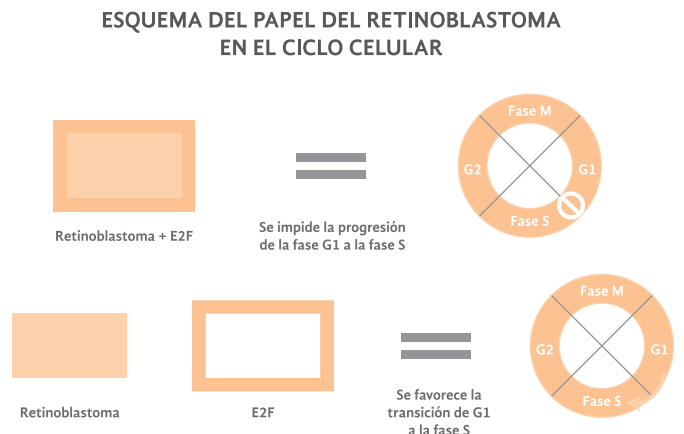 ESQUEMA DEL PAPEL DEL RETINOBLASTOMA
EN EL CICLO CELULAR
Fase M
G2
G1
Fase S
Retinoblastoma + E2F
Se impide la progresión
de la fase G1 a la fase S
Fase M
G2
G1
Fase S
Retinoblastoma
E2F
Se favorece la
transición de G1
a la fase S